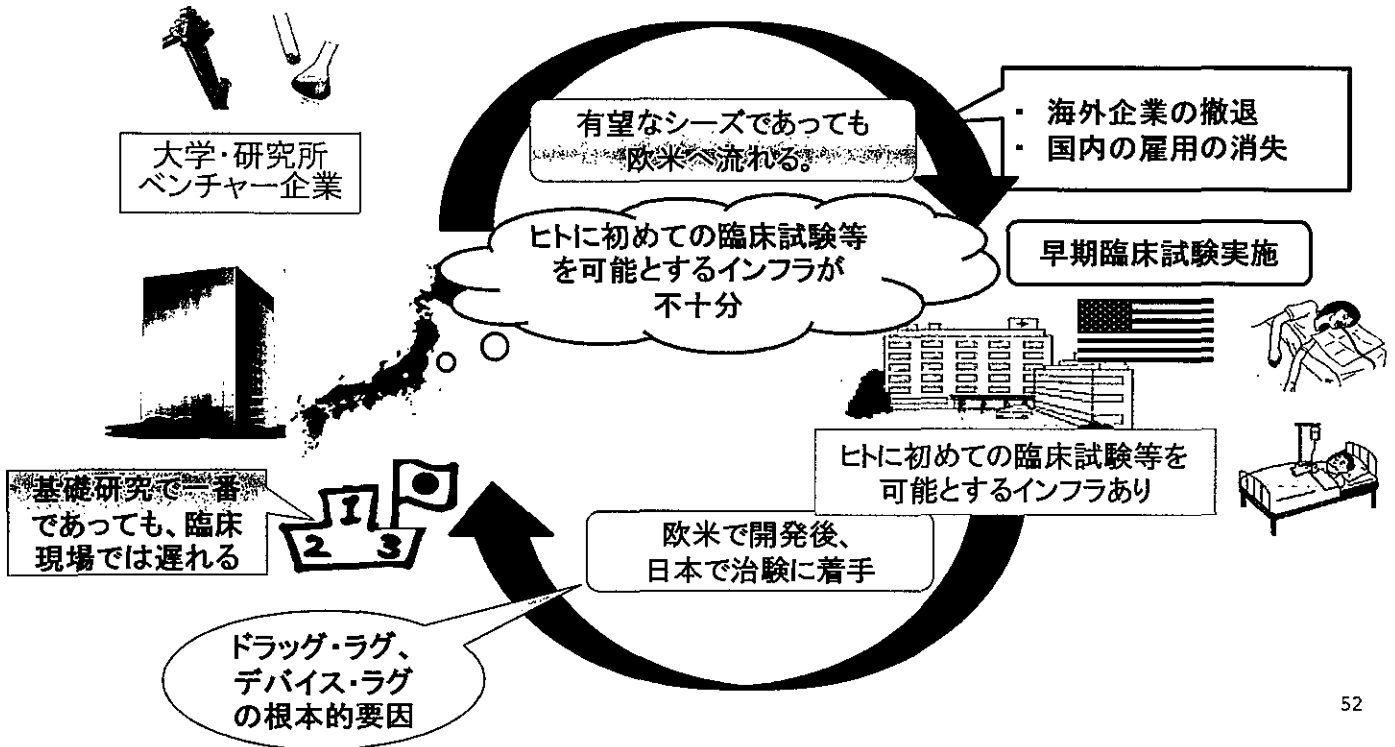 大学・研究所
ベンチャー企業
有望なシーズであっても
欧米へ流れる。
・ 海外企業の撤退
・ 国内の雇用の消失
ヒトに初めての臨床試験等
を可能とするインフラが
不十分
早期臨床試験実施
ヒトに初めての臨床試験等を
可能とするインフラあり
基礎研究で一番
であっても、臨床
現場では遅れる
1
2 3
欧米で開発後、
日本で治験に着手
ドラッグ・ラグ、
デバイス・ラグ
の根本的要因
52